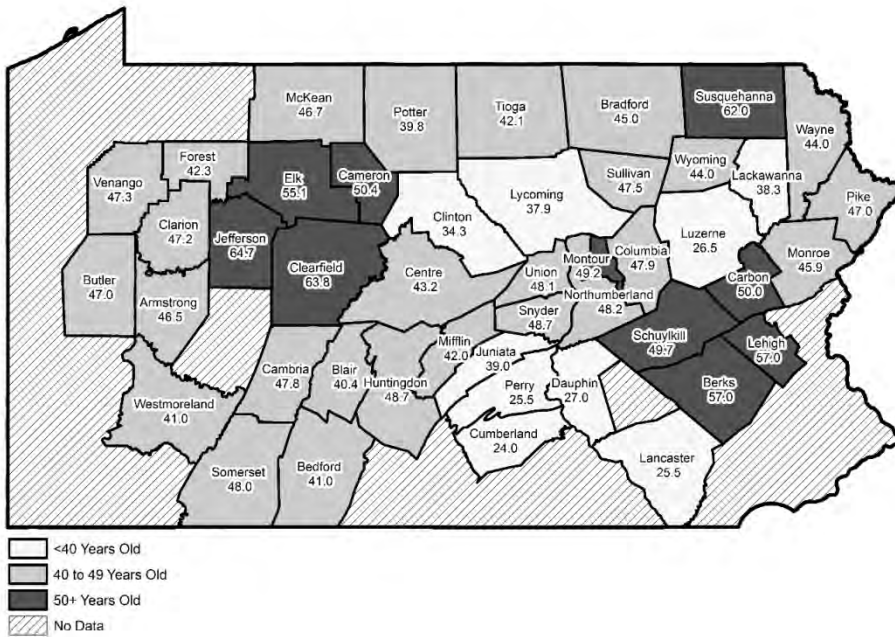 McKean
46.7
Potter
39.8
Tioga
42.1
Bradford
45.0
Susquehanna
62.0
Wayne
44.0
Forest
42.3
Venango
47.3
Elk
55.1
Cameron
50.4
Sullivan
47.5
Wyoming
44.0
Lackawanna
38.3
Pike
47.0
Clarion
47.2
Clinton
34.3
Lycoming
37.9
Luzerne
26.5
Jefferson
64.7
Clearfield
63.8
Centre
43.2
Union
48.1
Montour
49.2
Columbia
47.9
Monroe
45.9
Butler
47.0
Armstrong
46.5
Carbon
50.0
Snyder
48.7
Northumberland
48.2
Mifflin
42.0
Schuylkill
49.7
Lehigh
57.0
Cambria
47.8
Blair
40.4
Huntingdon
48.7
Juniata
39.0
Perry
25.5
Dauphin
27.0
Berks
57.0
Westmoreland
41.0
Cumberland
24.0
Lancaster
25.5
Somerset
48.0
Bedford
41.0
<40 Years Old
40 to 49 Years Old
50+ Years Old
No Data